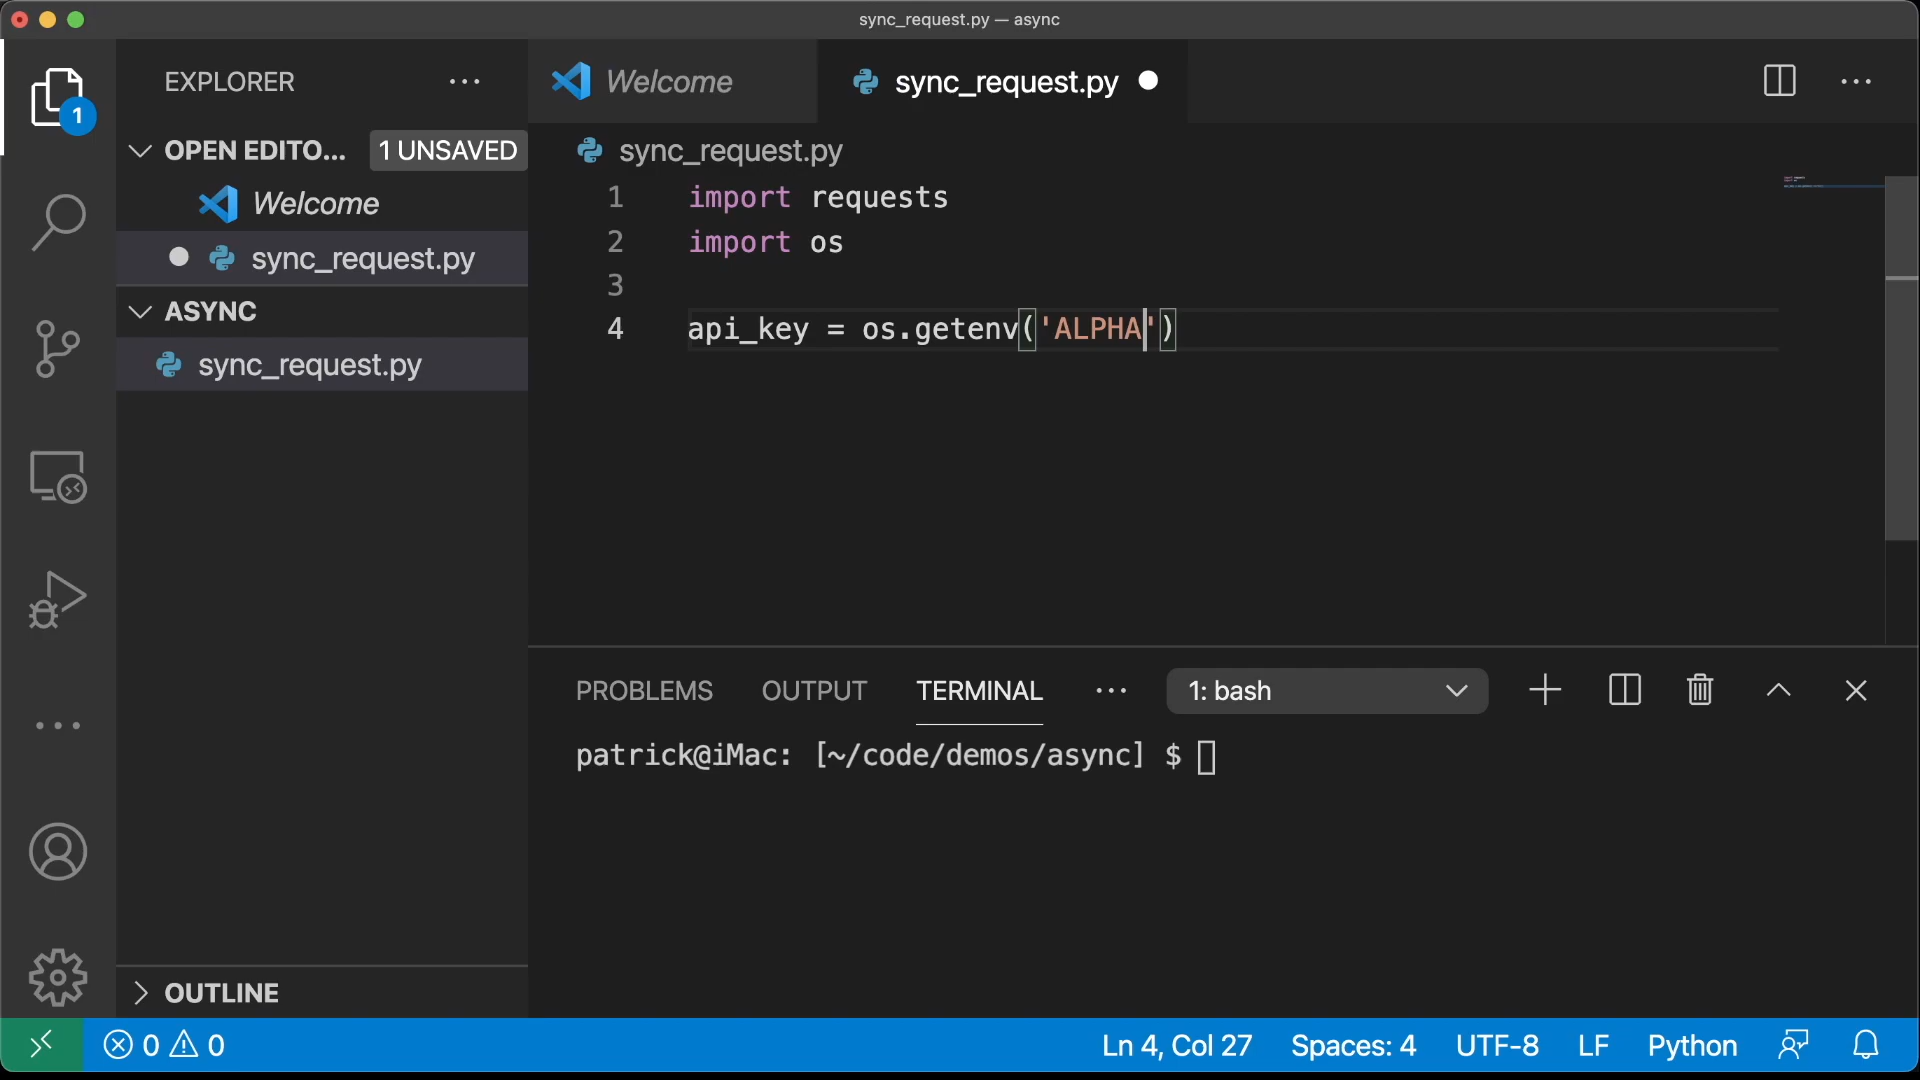 sync_request.py — async
EXPLORER
1
OPEN EDITO... 1 UNSAVED
Welcome
sync_request.py
ASYNC
sync_request.py
OUTLINE
Welcome
sync_request.py
sync_request.py
1 import requests
2 import os
3
4 api_key = os.getenv('ALPHA')
PROBLEMS OUTPUT TERMINAL 1: bash
patrick@iMac: [~/code/demos/async] $
0 0 Ln 4, Col 27 Spaces: 4 UTF-8 LF Python